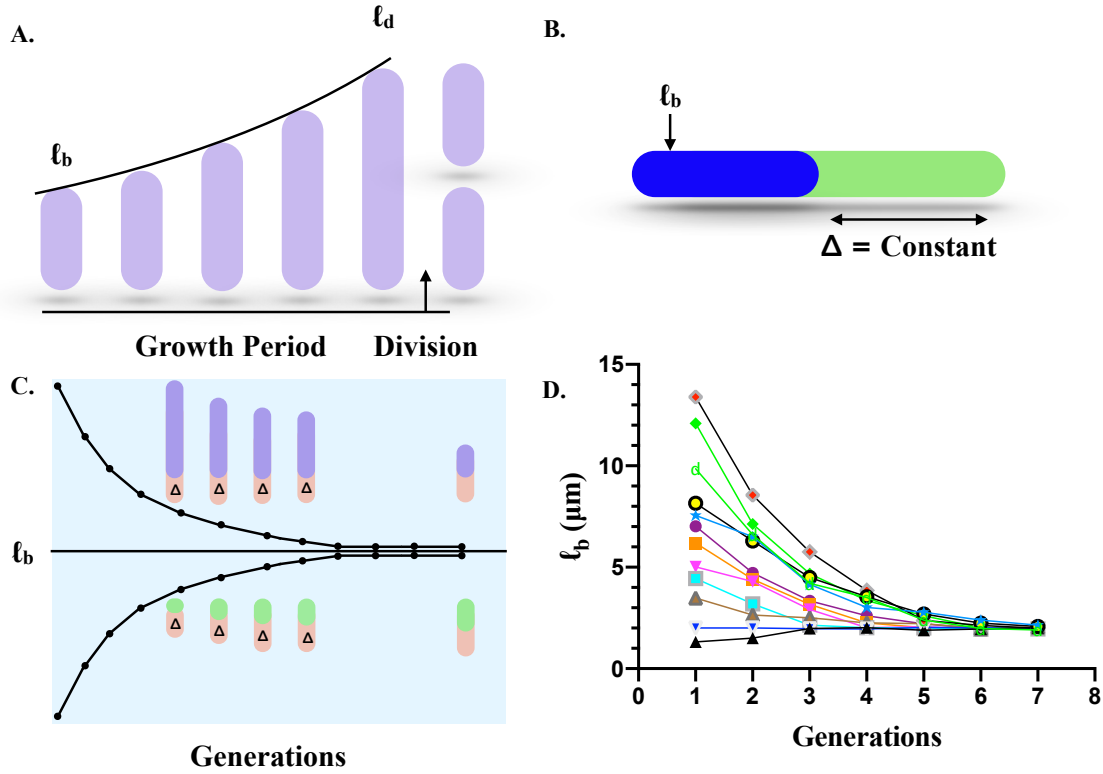 A.
ℓb
ℓd
Growth Period
Division
B.
ℓb
Δ = Constant
C.
Δ Δ Δ Δ
ℓb
Δ Δ Δ Δ
Generations
D.
15
10
5
0
ℓb (μm)
0 1 2 3 4 5 6 7 8
Generations